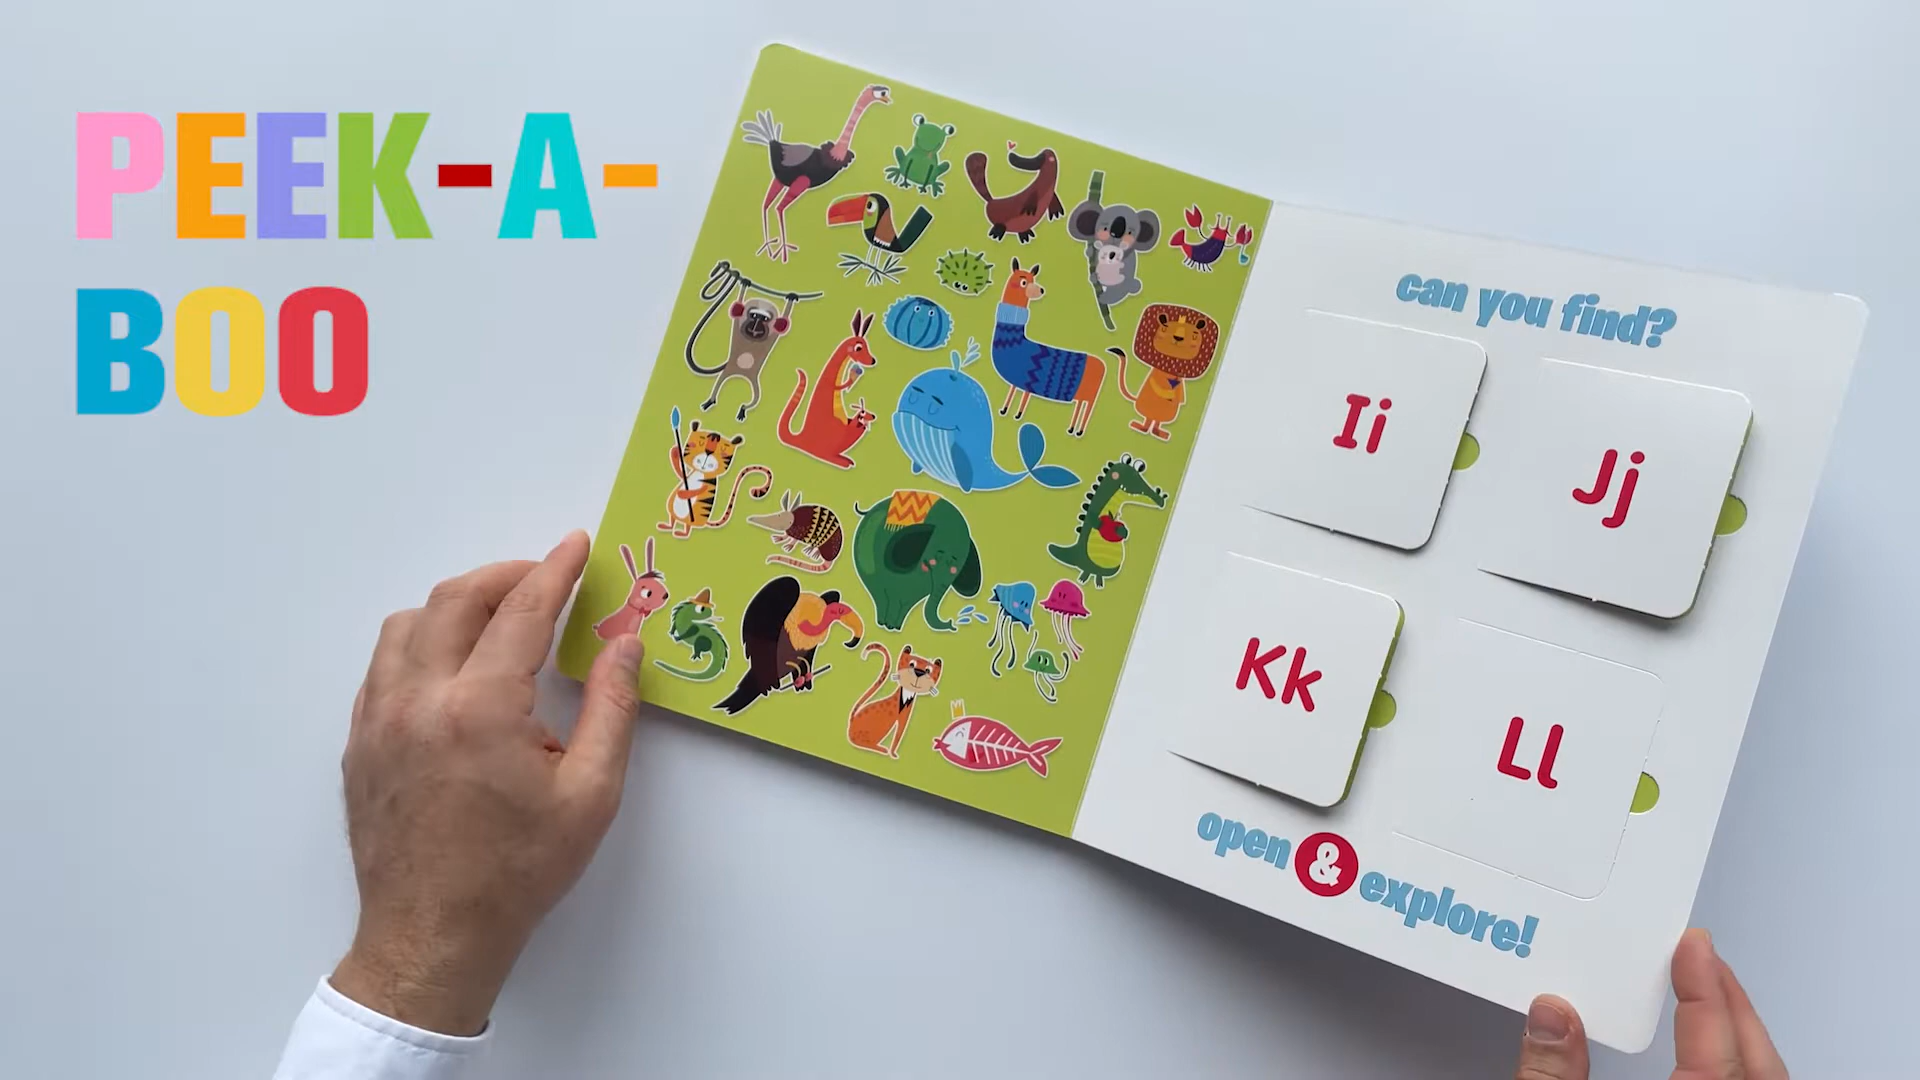 PEEK-A-
BOO
can you find?
Ii
Jj
Kk
Ll
open & explore!